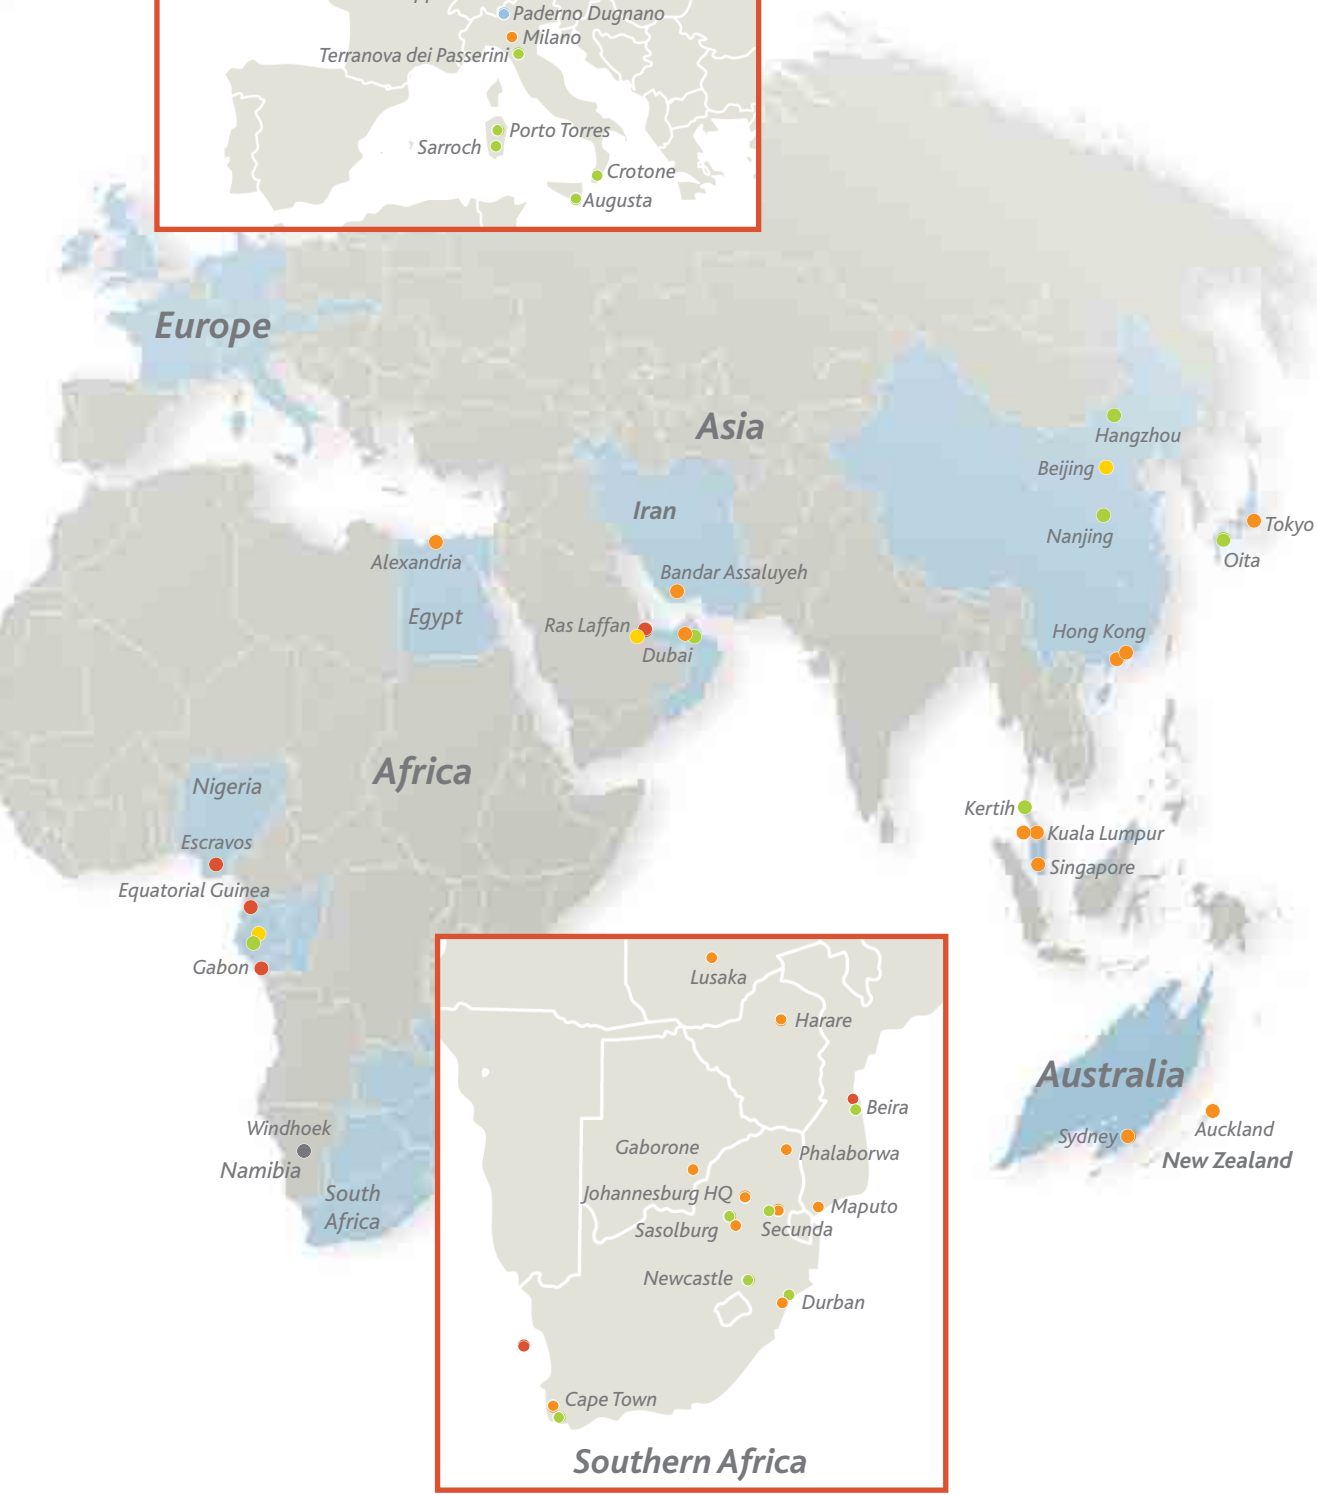 Paderno Dugnano
Milano
Terranova dei Passerini
Porto Torres
Sarroch
Crotone
Augusta
Europe
Asia
Hangzhou
Beijing
Iran
Tokyo
Nanjing
Oita
Alexandria
Bandar Assaluyeh
Egypt
Ras Laffan
Hong Kong
Dubai
Africa
Nigeria
Kertih
Kuala Lumpur
Escravos
Singapore
Equatorial Guinea
Gabon
Lusaka
Harare
Australia
Beira
Windhoek
Auckland
Sydney
Gaborone
Phalaborwa
New Zealand
Namibia
South
Africa
Johannesburg HQ
Maputo
Sasolburg
Secunda
Newcastle
Durban
Cape Town
Southern Africa